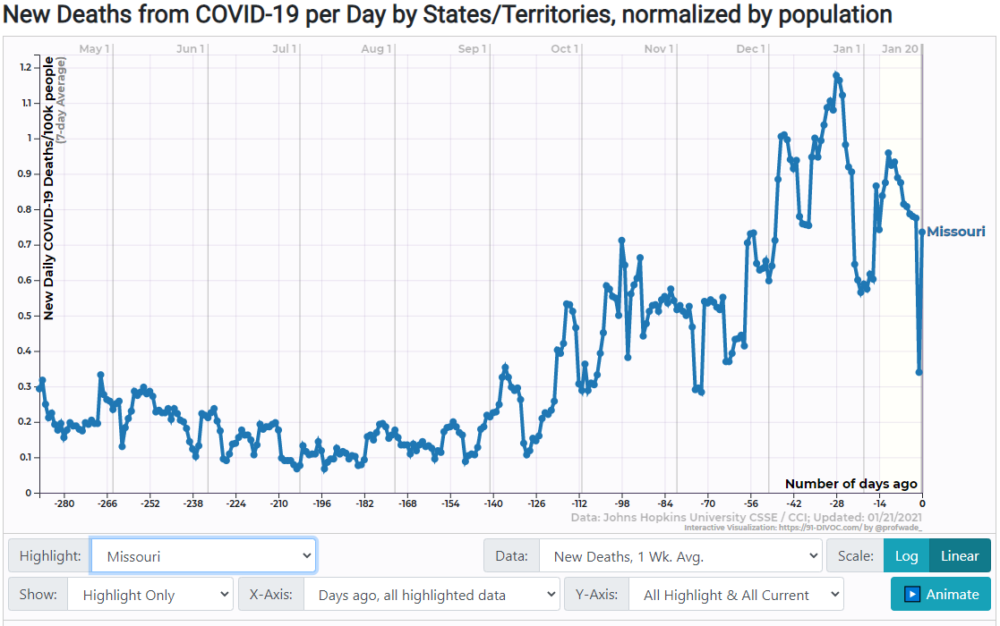 New Deaths from COVID-19 per Day by States/Territories, normalized by population
May 1 Jun 1 Jul 1 Aug 1 Sep 1 Oct 1 Nov 1 Dec 1 Jan 1 Jan 20
New Daily COVID-19 Deaths/100k people
(7-day Average)
1.2
1.1
1
0.9
0.8
0.7
0.6
0.5
0.4
0.3
0.2
0.1
0
Missouri
Number of days ago
-280 -266 -252 -238 -224 -210 -196 -182 -168 -154 -140 -126 -112 -98 -84 -70 -56 -42 -28 -14 0
Data: Johns Hopkins University CSSE / CCI; Updated: 01/21/2021
Interactive Visualization: https://91-DIVOC.com/ by @profwade_
Highlight: Missouri Data: New Deaths, 1 Wk. Avg. Scale: Log Linear
Show: Highlight Only X-Axis: Days ago, all highlighted data Y-Axis: All Highlight & All Current Animate